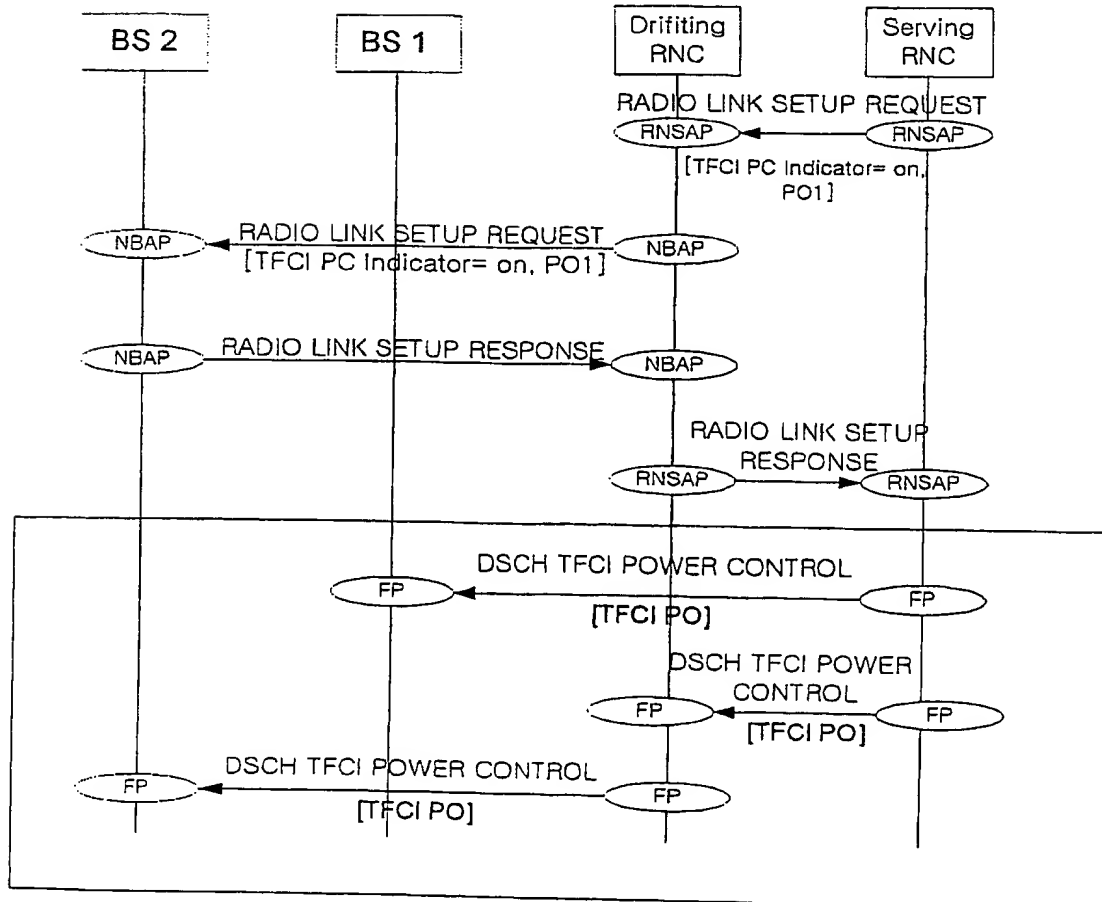 BS 2
BS 1
Drifiting
RNC
Serving
RNC
RADIO LINK SETUP REQUEST
RNSAP
RNSAP
[TFCI PC Indicator= on,
PO1]
NBAP
RADIO LINK SETUP REQUEST
NBAP
[TFCI PC Indicator= on, PO1]
NBAP
RADIO LINK SETUP RESPONSE
NBAP
RADIO LINK SETUP
RESPONSE
RNSAP
RNSAP
DSCH TFCI POWER CONTROL
FP
FP
[TFCI PO]
DSCH TFCI POWER
CONTROL
FP
FP
[TFCI PO]
DSCH TFCI POWER CONTROL
FP
FP
[TFCI PO]